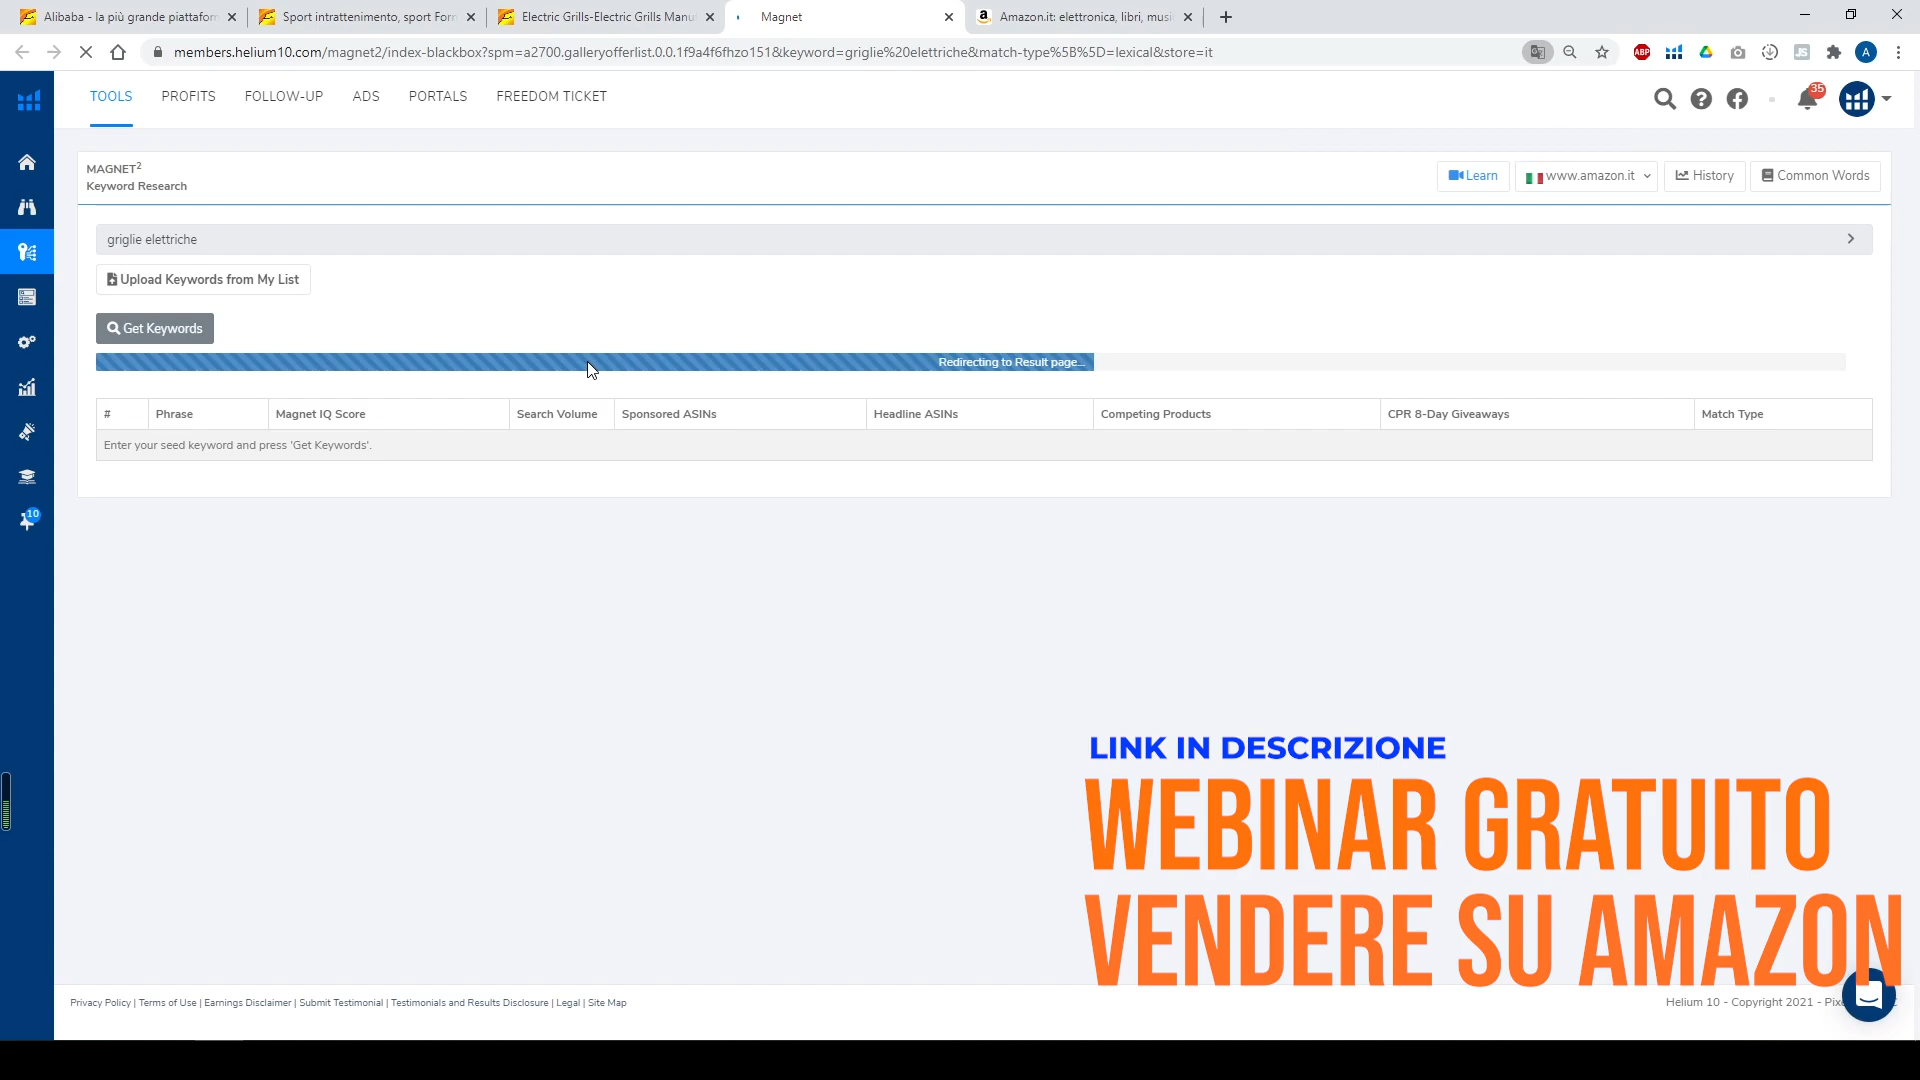 Alibaba - la più grande piattaforn
Sport intrattenimento, sport Forn
Electric Grills-Electric Grills Manu
Magnet
Amazon.it: elettronica, libri, musi
members.helium10.com/magnet2/index-blackbox?spm=a2700.galleryofferlist.0.0.1f9a4f6fhzo151&keyword=griglie%20elettriche&match-type%5B%5D=lexical&store=it
ABP
JS
A
TOOLS
PROFITS
FOLLOW-UP
ADS
PORTALS
FREEDOM TICKET
35
MAGNET2
Keyword Research
Learn
www.amazon.it
History
Common Words
griglie elettriche
Upload Keywords from My List
Get Keywords
Redirecting to Result page...
# Phrase Magnet IQ Score Search Volume Sponsored ASINs Headline ASINs Competing Products CPR 8-Day Giveaways Match Type
Enter your seed keyword and press 'Get Keywords'.
10
LINK IN DESCRIZIONE
WEBINAR GRATUITO
VENDERE SU AMAZON
Privacy Policy | Terms of Use | Earnings Disclaimer | Submit Testimonial | Testimonials and Results Disclosure | Legal | Site Map
Helium 10 - Copyright 2021 -